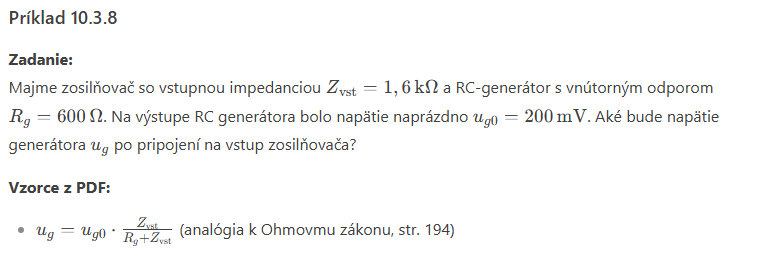 Príklad 10.3.8
Zadanie:
Majme zosilňovač so vstupnou impedanciou Z_vst = 1,6 kΩ a RC-generátor s vnútorným odporom
R_g = 600 Ω. Na výstupe RC generátora bolo napätie naprázdno u_g0 = 200 mV. Aké bude napätie
generátora u_g po pripojení na vstup zosilňovača?
Vzorce z PDF:
• u_g = u_g0 · Z_vst/(R_g+Z_vst) (analógia k Ohmovmu zákonu, str. 194)